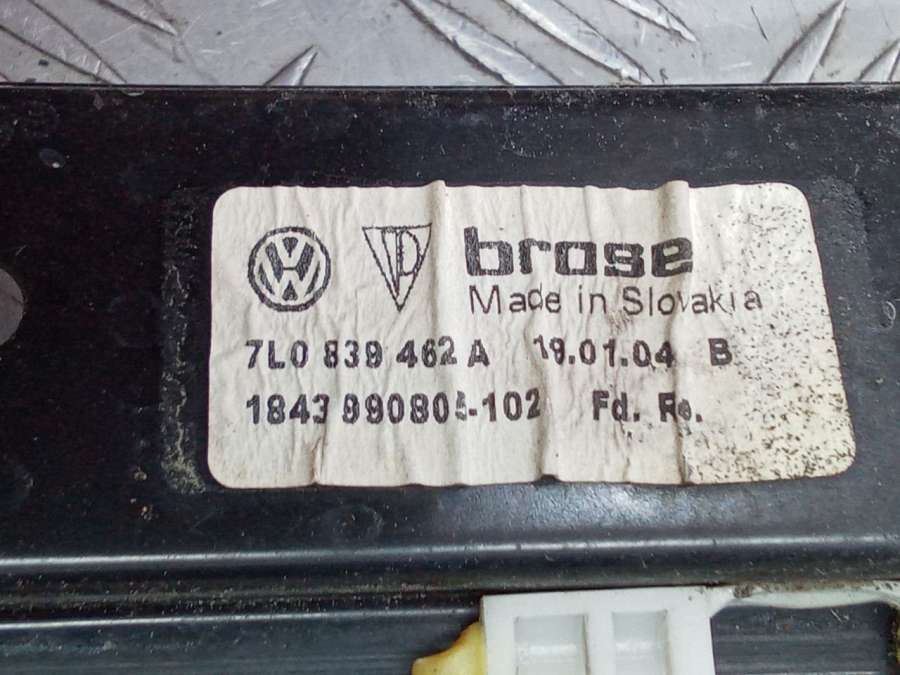 brose
Made in Slovakia
7L0 839 462 A 19.01.04 B
1843 990805-102 Fd. Re.